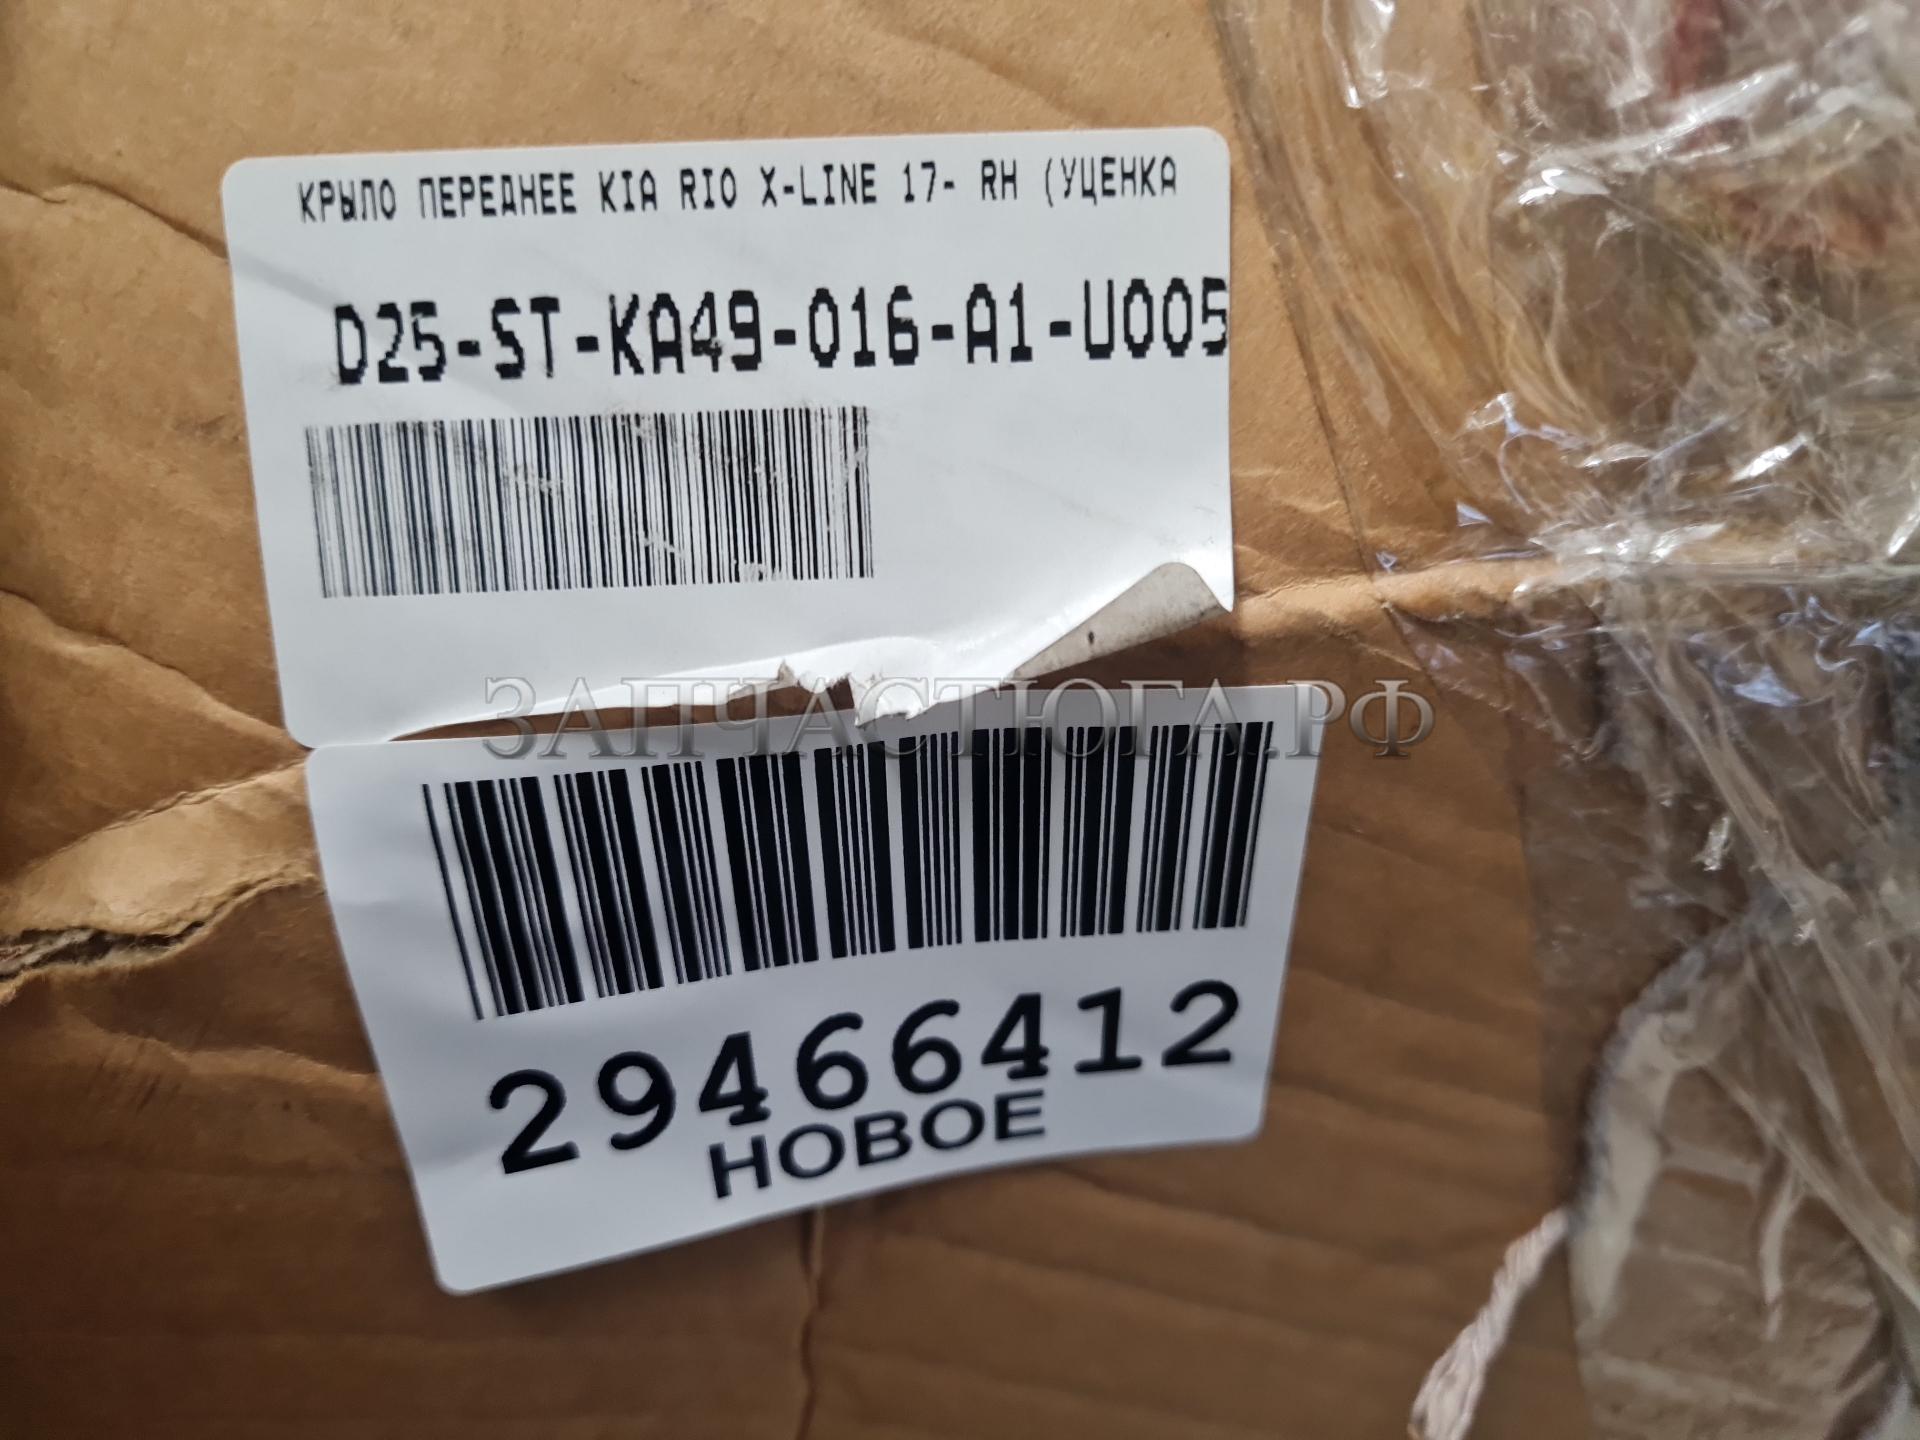 КРЫЛО ПЕРЕДНЕЕ KIA RIO X-LINE 17- RH (УЦЕНКА
D25-ST-KA49-016-A1-U005
ЗАПЧАСТЮГА.РФ
29466412
НОВОЕ